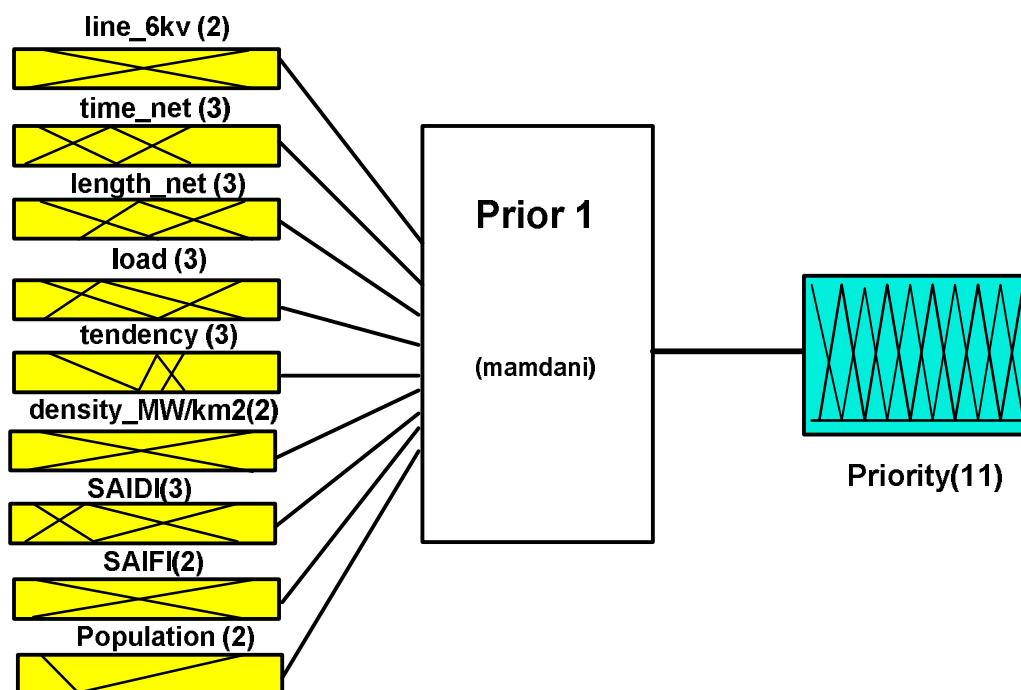 line_6kv (2)
time_net (3)
length_net (3)
load (3)
tendency (3)
density_MW/km2(2)
SAIDI(3)
SAIFI(2)
Population (2)
Prior 1
(mamdani)
Priority(11)